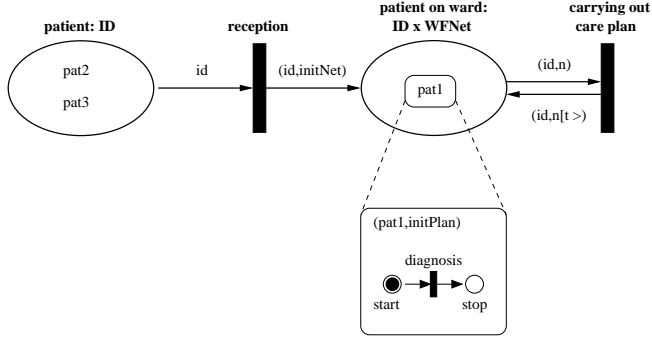 patient: ID
reception
patient on ward:
ID x WFNet
carrying out
care plan
pat2
pat3
id
(id,initNet)
pat1
(id,n)
(id,n[t >)
(pat1,initPlan)
diagnosis
start
stop